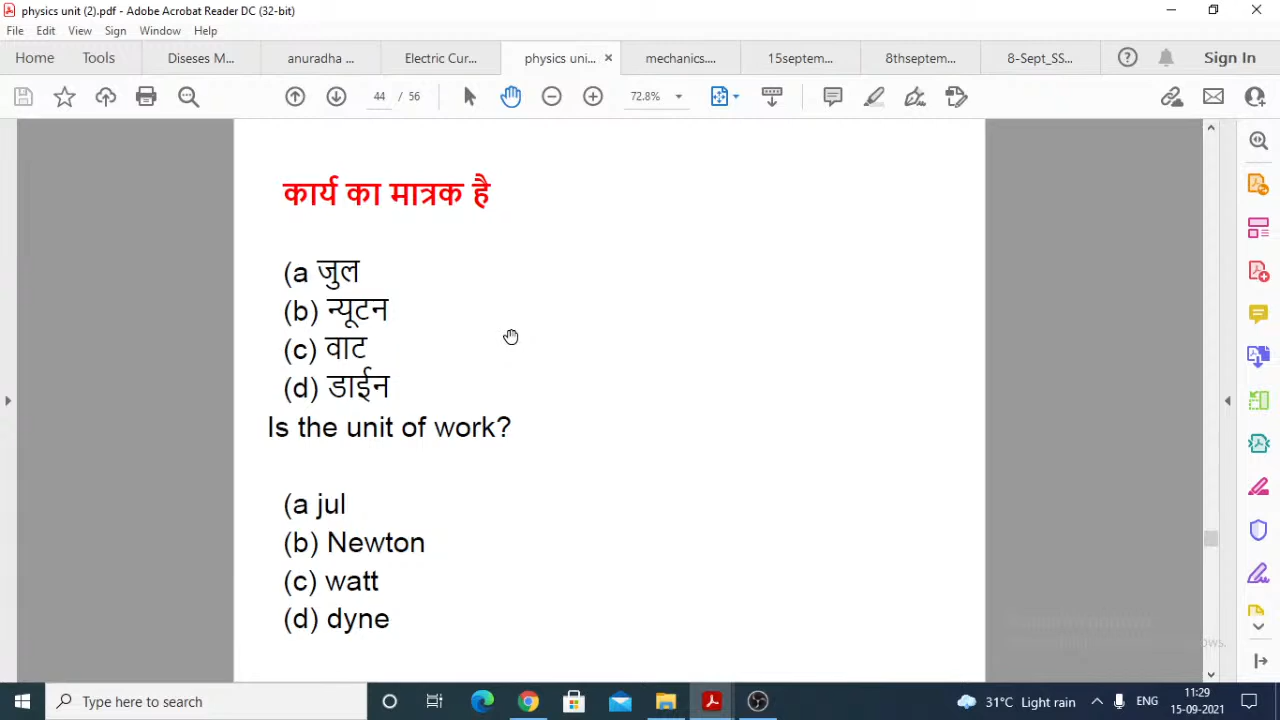 physics unit (2).pdf - Adobe Acrobat Reader DC (32-bit)
File Edit View Sign Window Help
Home Tools Diseses M... anuradha ... Electric Cur... physics uni... × mechanics.... 15septem... 8thseptem... 8-Sept_SS... Sign In
44 / 56 72.8%
कार्य का मात्रक है
(a जुल
(b) न्यूटन
(c) वाट
(d) डाईन
Is the unit of work?
(a jul
(b) Newton
(c) watt
(d) dyne
Type here to search
31°C Light rain ENG 11:29
15-09-2021